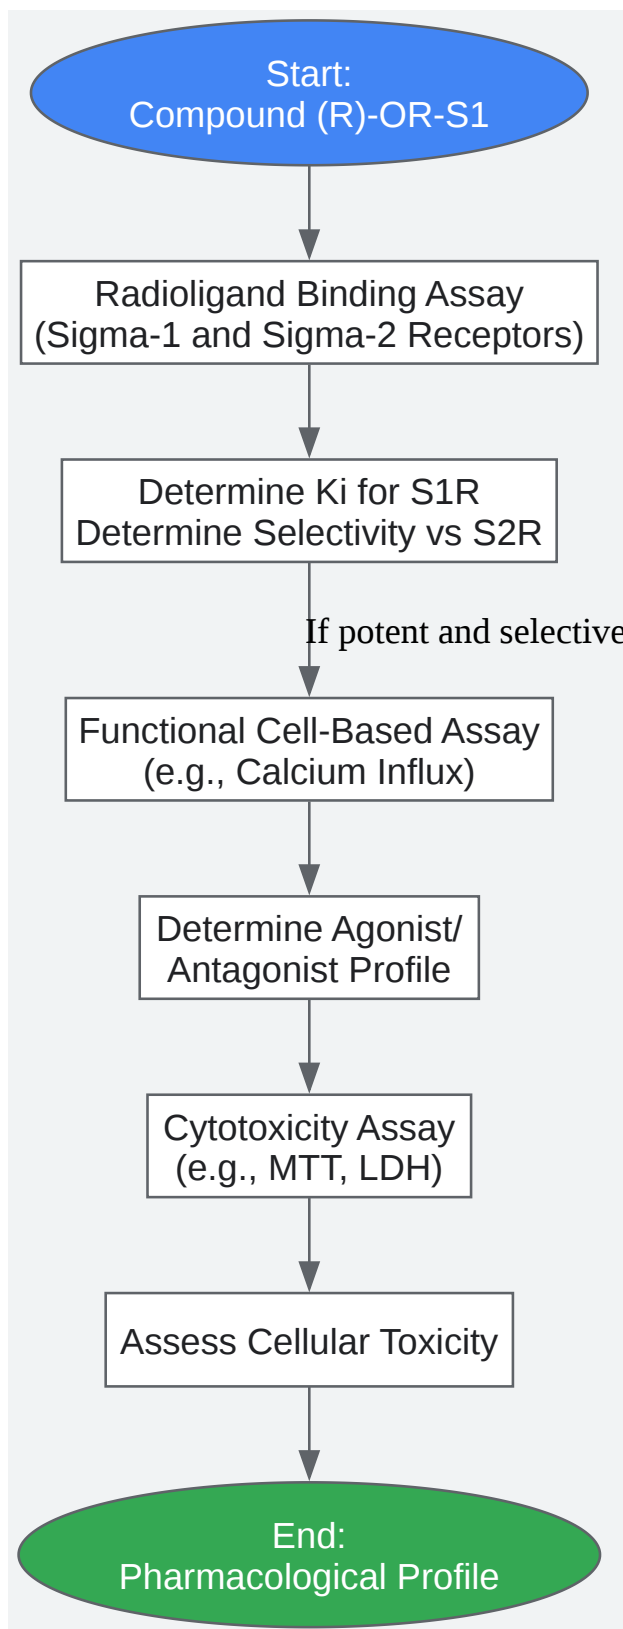 Start:
Compound (R)-OR-S1
Radioligand Binding Assay
(Sigma-1 and Sigma-2 Receptors)
Determine Ki for S1R
Determine Selectivity vs S2R
If potent and selective
Functional Cell-Based Assay
(e.g., Calcium Influx)
Determine Agonist/
Antagonist Profile
Cytotoxicity Assay
(e.g., MTT, LDH)
Assess Cellular Toxicity
End:
Pharmacological Profile